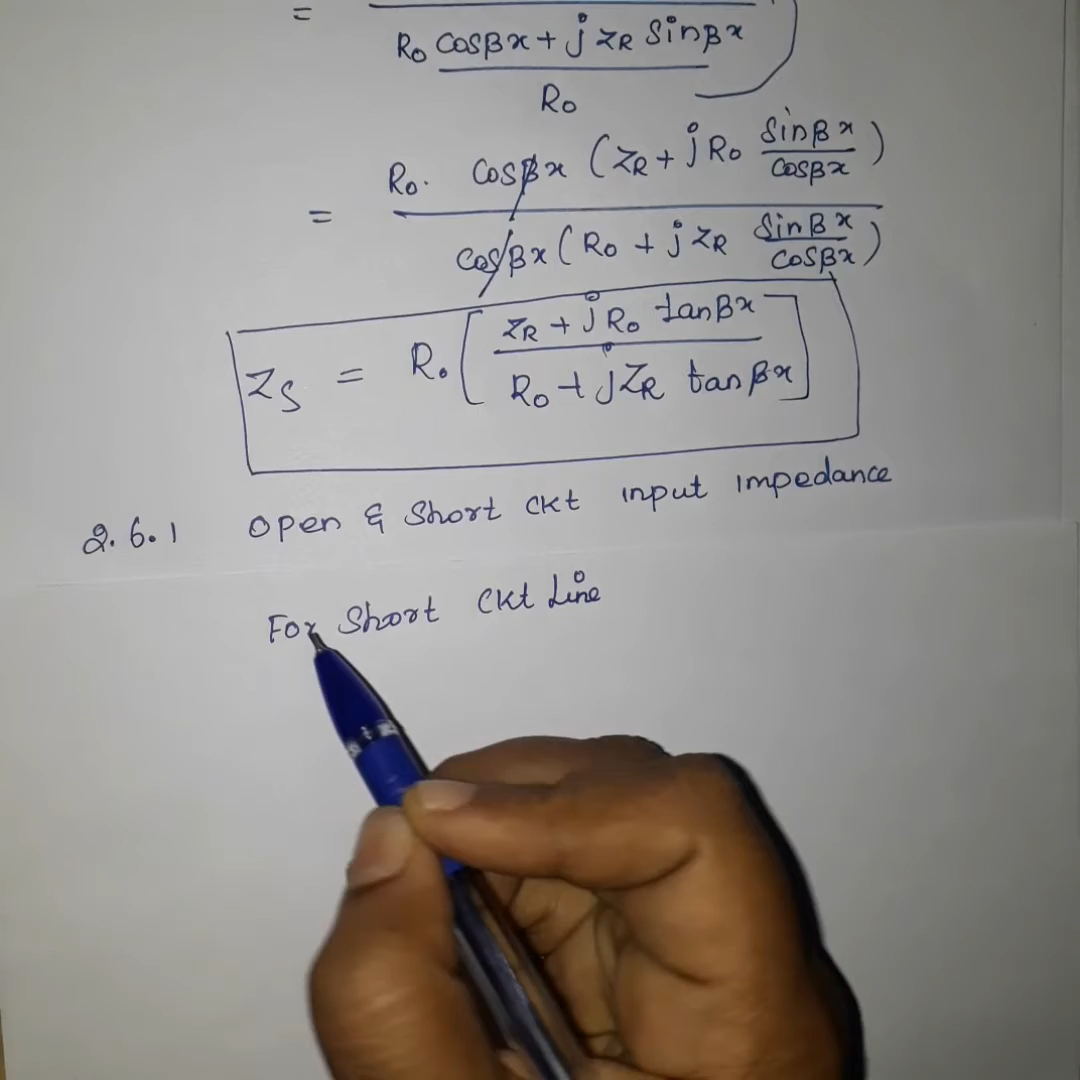 =
R₀ cosβx + j ZR sinβx
R₀
R₀. cosβx (ZR + j R₀ sinβx / cosβx)
=
cosβx (R₀ + j ZR sinβx / cosβx)
Zs = R₀ [ZR + j R₀ tanβx / R₀ + j ZR tanβx]
2.6.1 Open & Short ckt input impedance
For Short ckt Line